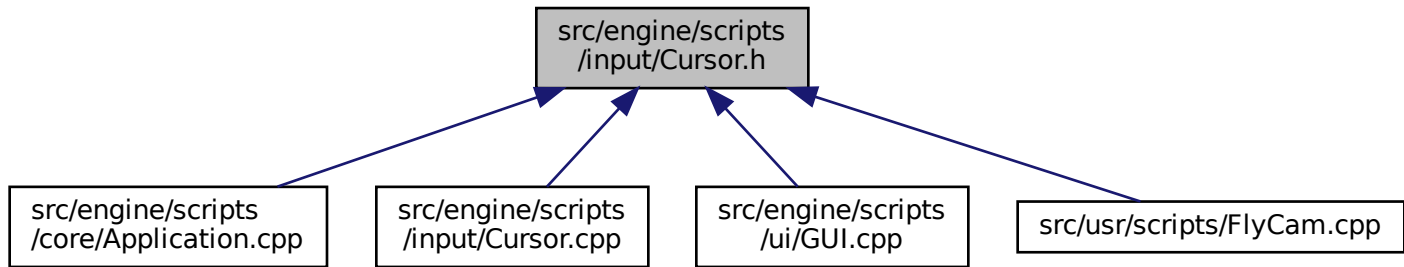 src/engine/scripts
/input/Cursor.h
src/engine/scripts
/core/Application.cpp
src/engine/scripts
/input/Cursor.cpp
src/engine/scripts
/ui/GUI.cpp
src/usr/scripts/FlyCam.cpp